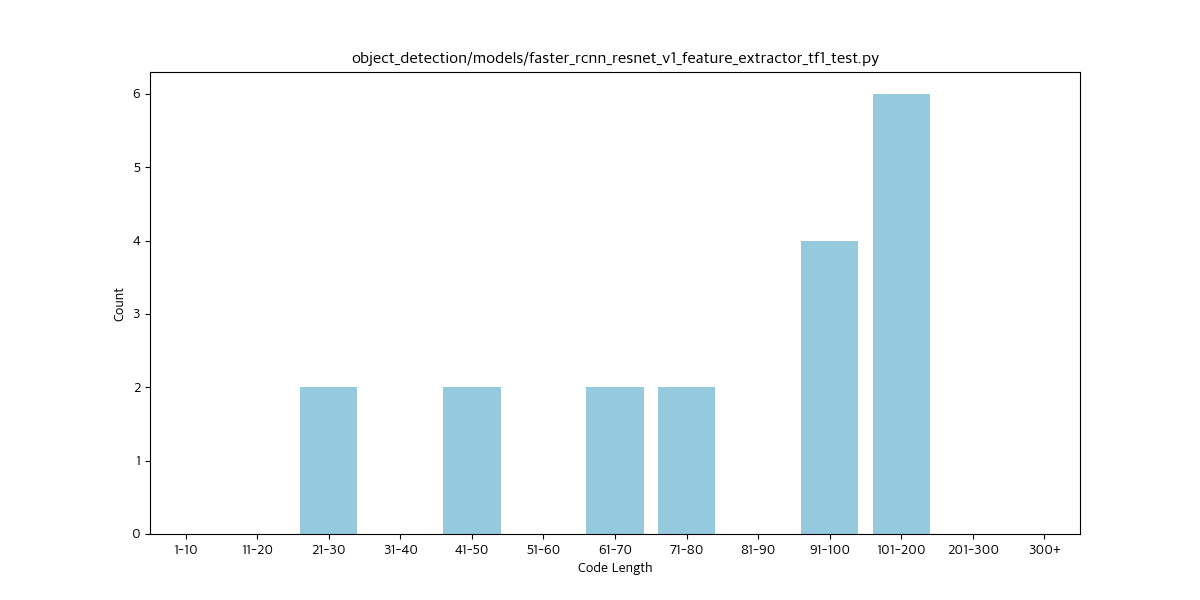 object_detection/models/faster_rcnn_resnet_v1_feature_extractor_tf1_test.py
6
5
4
3
2
1
0
Count
1-10 11-20 21-30 31-40 41-50 51-60 61-70 71-80 81-90 91-100 101-200 201-300 300+
Code Length